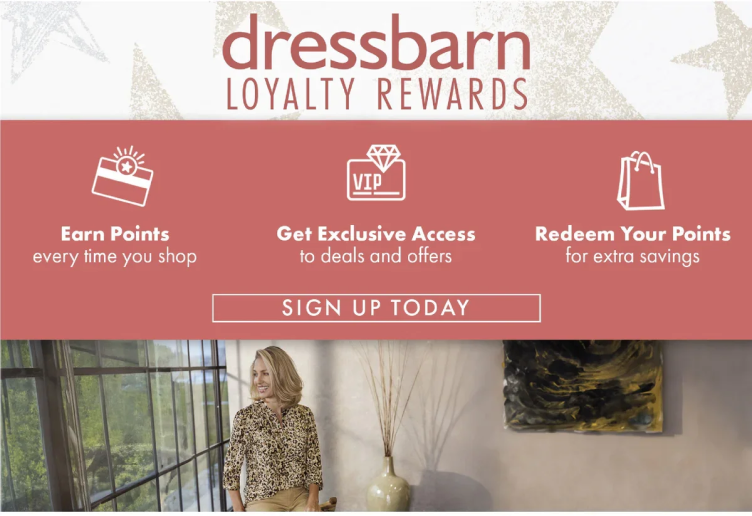 dressbarn
LOYALTY REWARDS
VIP
Earn Points
every time you shop
Get Exclusive Access
to deals and offers
Redeem Your Points
for extra savings
SIGN UP TODAY